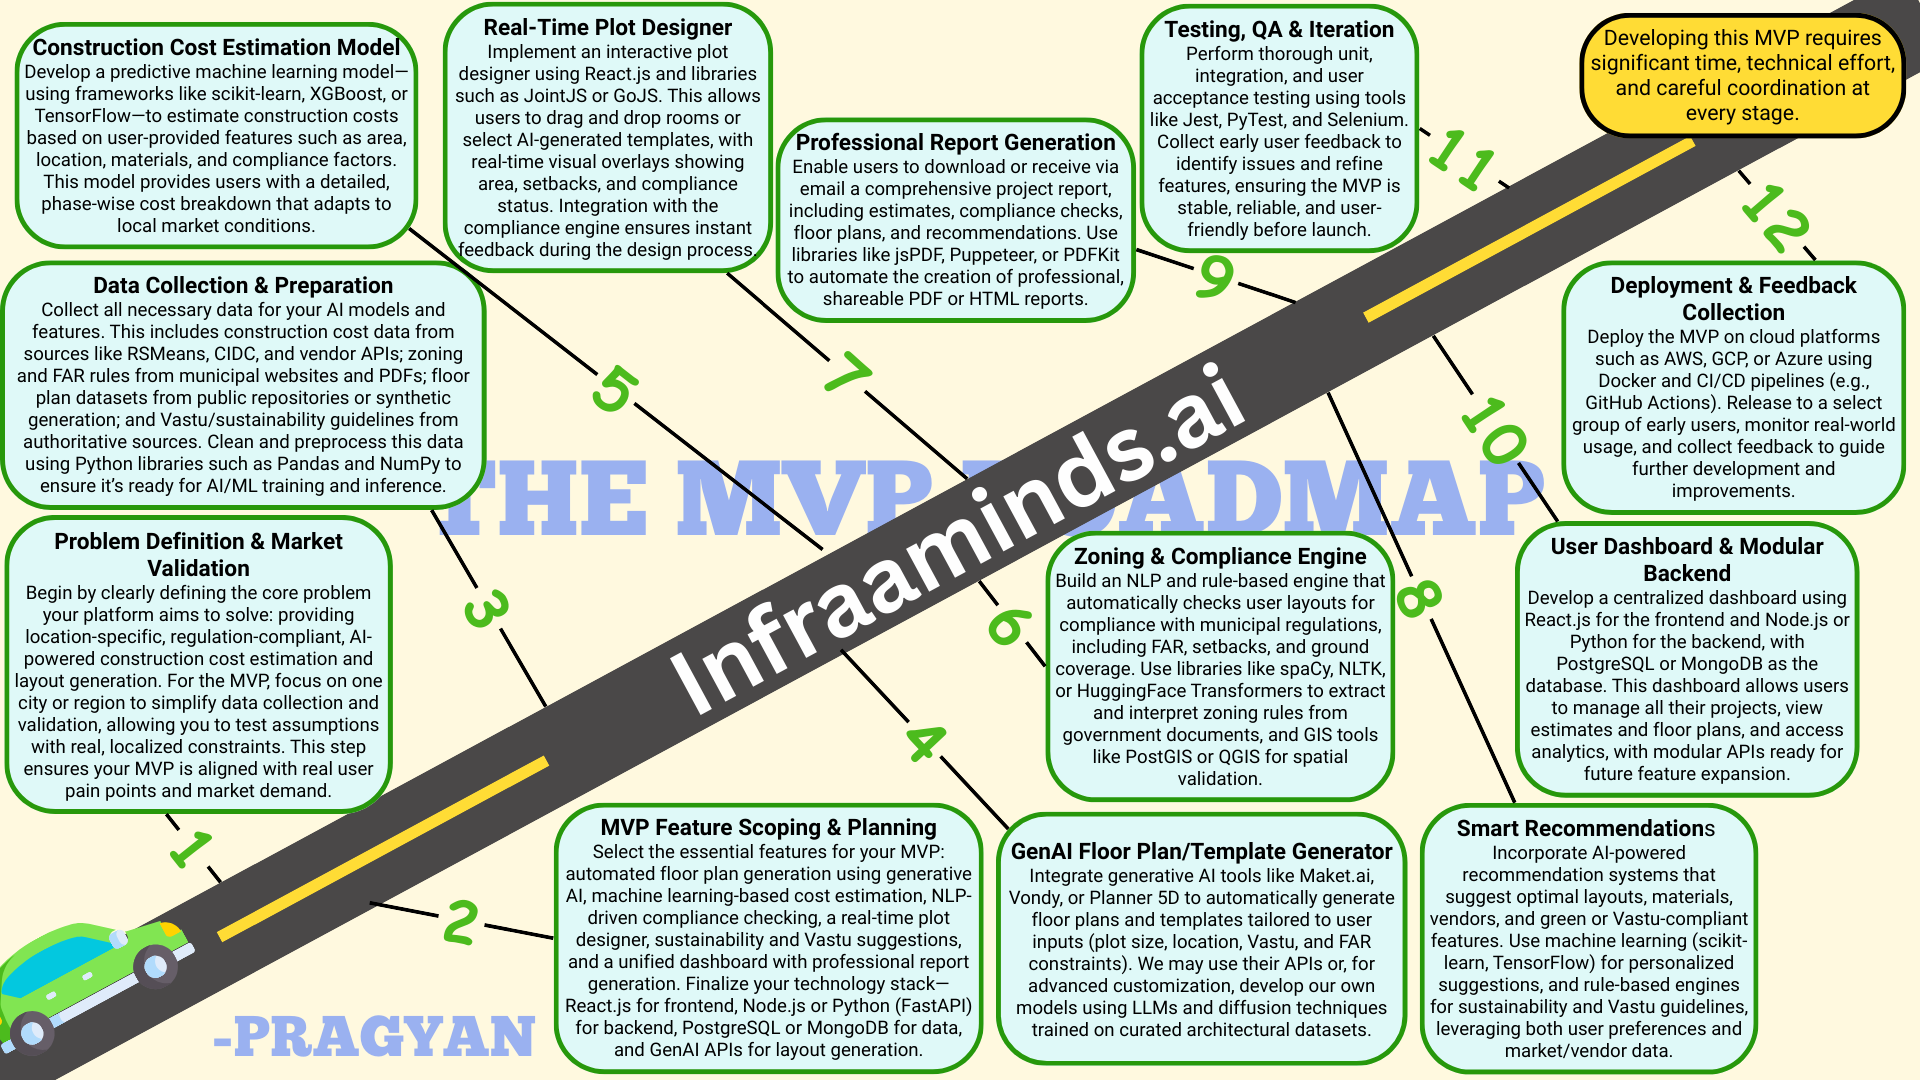 Construction Cost Estimation Model
Develop a predictive machine learning model—
using frameworks like scikit-learn, XGBoost, or
TensorFlow—to estimate construction costs
based on user-provided features such as area,
location, materials, and compliance factors.
This model provides users with a detailed,
phase-wise cost breakdown that adapts to
local market conditions.
Real-Time Plot Designer
Implement an interactive plot
designer using React.js and libraries
such as JointJS or GoJS. This allows
users to drag and drop rooms or
select AI-generated templates, with
real-time visual overlays showing
area, setbacks, and compliance
status. Integration with the
compliance engine ensures instant
feedback during the design process.
Professional Report Generation
Enable users to download or receive via
email a comprehensive project report,
including estimates, compliance checks,
floor plans, and recommendations. Use
libraries like jsPDF, Puppeteer, or PDFKit
to automate the creation of professional,
shareable PDF or HTML reports.
Testing, QA & Iteration
Perform thorough unit,
integration, and user
acceptance testing using tools
like Jest, PyTest, and Selenium.
Collect early user feedback to
identify issues and refine
features, ensuring the MVP is
stable, reliable, and user-
friendly before launch.
Developing this MVP requires
significant time, technical effort,
and careful coordination at
every stage.
11
12
9
Data Collection & Preparation
Collect all necessary data for your AI models and
features. This includes construction cost data from
sources like RSMeans, CIDC, and vendor APIs; zoning
and FAR rules from municipal websites and PDFs; floor
plan datasets from public repositories or synthetic
generation; and Vastu/sustainability guidelines from
authoritative sources. Clean and preprocess this data
using Python libraries such as Pandas and NumPy to
ensure it's ready for AI/ML training and inference.
5
7
10
Deployment & Feedback
Collection
Deploy the MVP on cloud platforms
such as AWS, GCP, or Azure using
Docker and CI/CD pipelines (e.g.,
GitHub Actions). Release to a select
group of early users, monitor real-world
usage, and collect feedback to guide
further development and
improvements.
THE MVP ROADMAP
Infraaminds.ai
Problem Definition & Market
Validation
Begin by clearly defining the core problem
your platform aims to solve: providing
location-specific, regulation-compliant, AI-
powered construction cost estimation and
layout generation. For the MVP, focus on one
city or region to simplify data collection and
validation, allowing you to test assumptions
with real, localized constraints. This step
ensures your MVP is aligned with real user
pain points and market demand.
3
6
8
4
1
2
Zoning & Compliance Engine
Build an NLP and rule-based engine that
automatically checks user layouts for
compliance with municipal regulations,
including FAR, setbacks, and ground
coverage. Use libraries like spaCy, NLTK,
or HuggingFace Transformers to extract
and interpret zoning rules from
government documents, and GIS tools
like PostGIS or QGIS for spatial
validation.
User Dashboard & Modular
Backend
Develop a centralized dashboard using
React.js for the frontend and Node.js or
Python for the backend, with
PostgreSQL or MongoDB as the
database. This dashboard allows users
to manage all their projects, view
estimates and floor plans, and access
analytics, with modular APIs ready for
future feature expansion.
MVP Feature Scoping & Planning
Select the essential features for your MVP:
automated floor plan generation using generative
AI, machine learning-based cost estimation, NLP-
driven compliance checking, a real-time plot
designer, sustainability and Vastu suggestions,
and a unified dashboard with professional report
generation. Finalize your technology stack—
React.js for frontend, Node.js or Python (FastAPI)
for backend, PostgreSQL or MongoDB for data,
and GenAI APIs for layout generation.
GenAI Floor Plan/Template Generator
Integrate generative AI tools like Maket.ai,
Vondy, or Planner 5D to automatically generate
floor plans and templates tailored to user
inputs (plot size, location, Vastu, and FAR
constraints). We may use their APIs or, for
advanced customization, develop our own
models using LLMs and diffusion techniques
trained on curated architectural datasets.
Smart Recommendations
Incorporate AI-powered
recommendation systems that
suggest optimal layouts, materials,
vendors, and green or Vastu-compliant
features. Use machine learning (scikit-
learn, TensorFlow) for personalized
suggestions, and rule-based engines
for sustainability and Vastu guidelines,
leveraging both user preferences and
market/vendor data.
-PRAGYAN